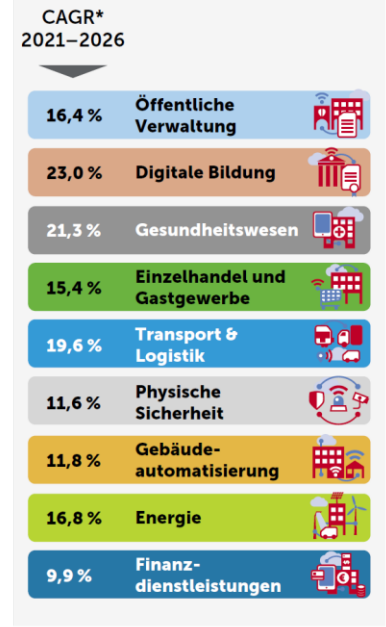 CAGR*
2021–2026
16,4 % Öffentliche
Verwaltung
23,0 % Digitale Bildung
21,3 % Gesundheitswesen
15,4 % Einzelhandel und
Gastgewerbe
19,6 % Transport &
Logistik
11,6 % Physische
Sicherheit
11,8 % Gebäude-
automatisierung
16,8 % Energie
9,9 % Finanz-
dienstleistungen